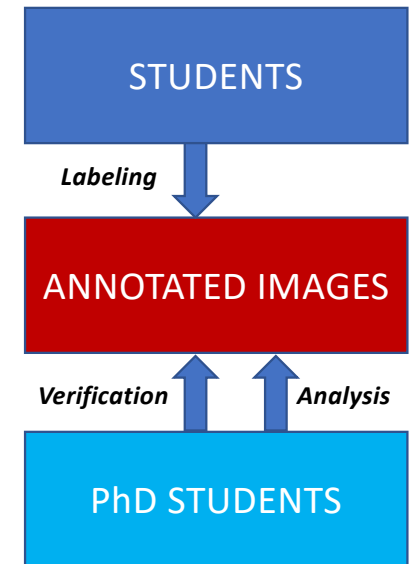 STUDENTS
Labeling
ANNOTATED IMAGES
Verification
Analysis
PhD STUDENTS